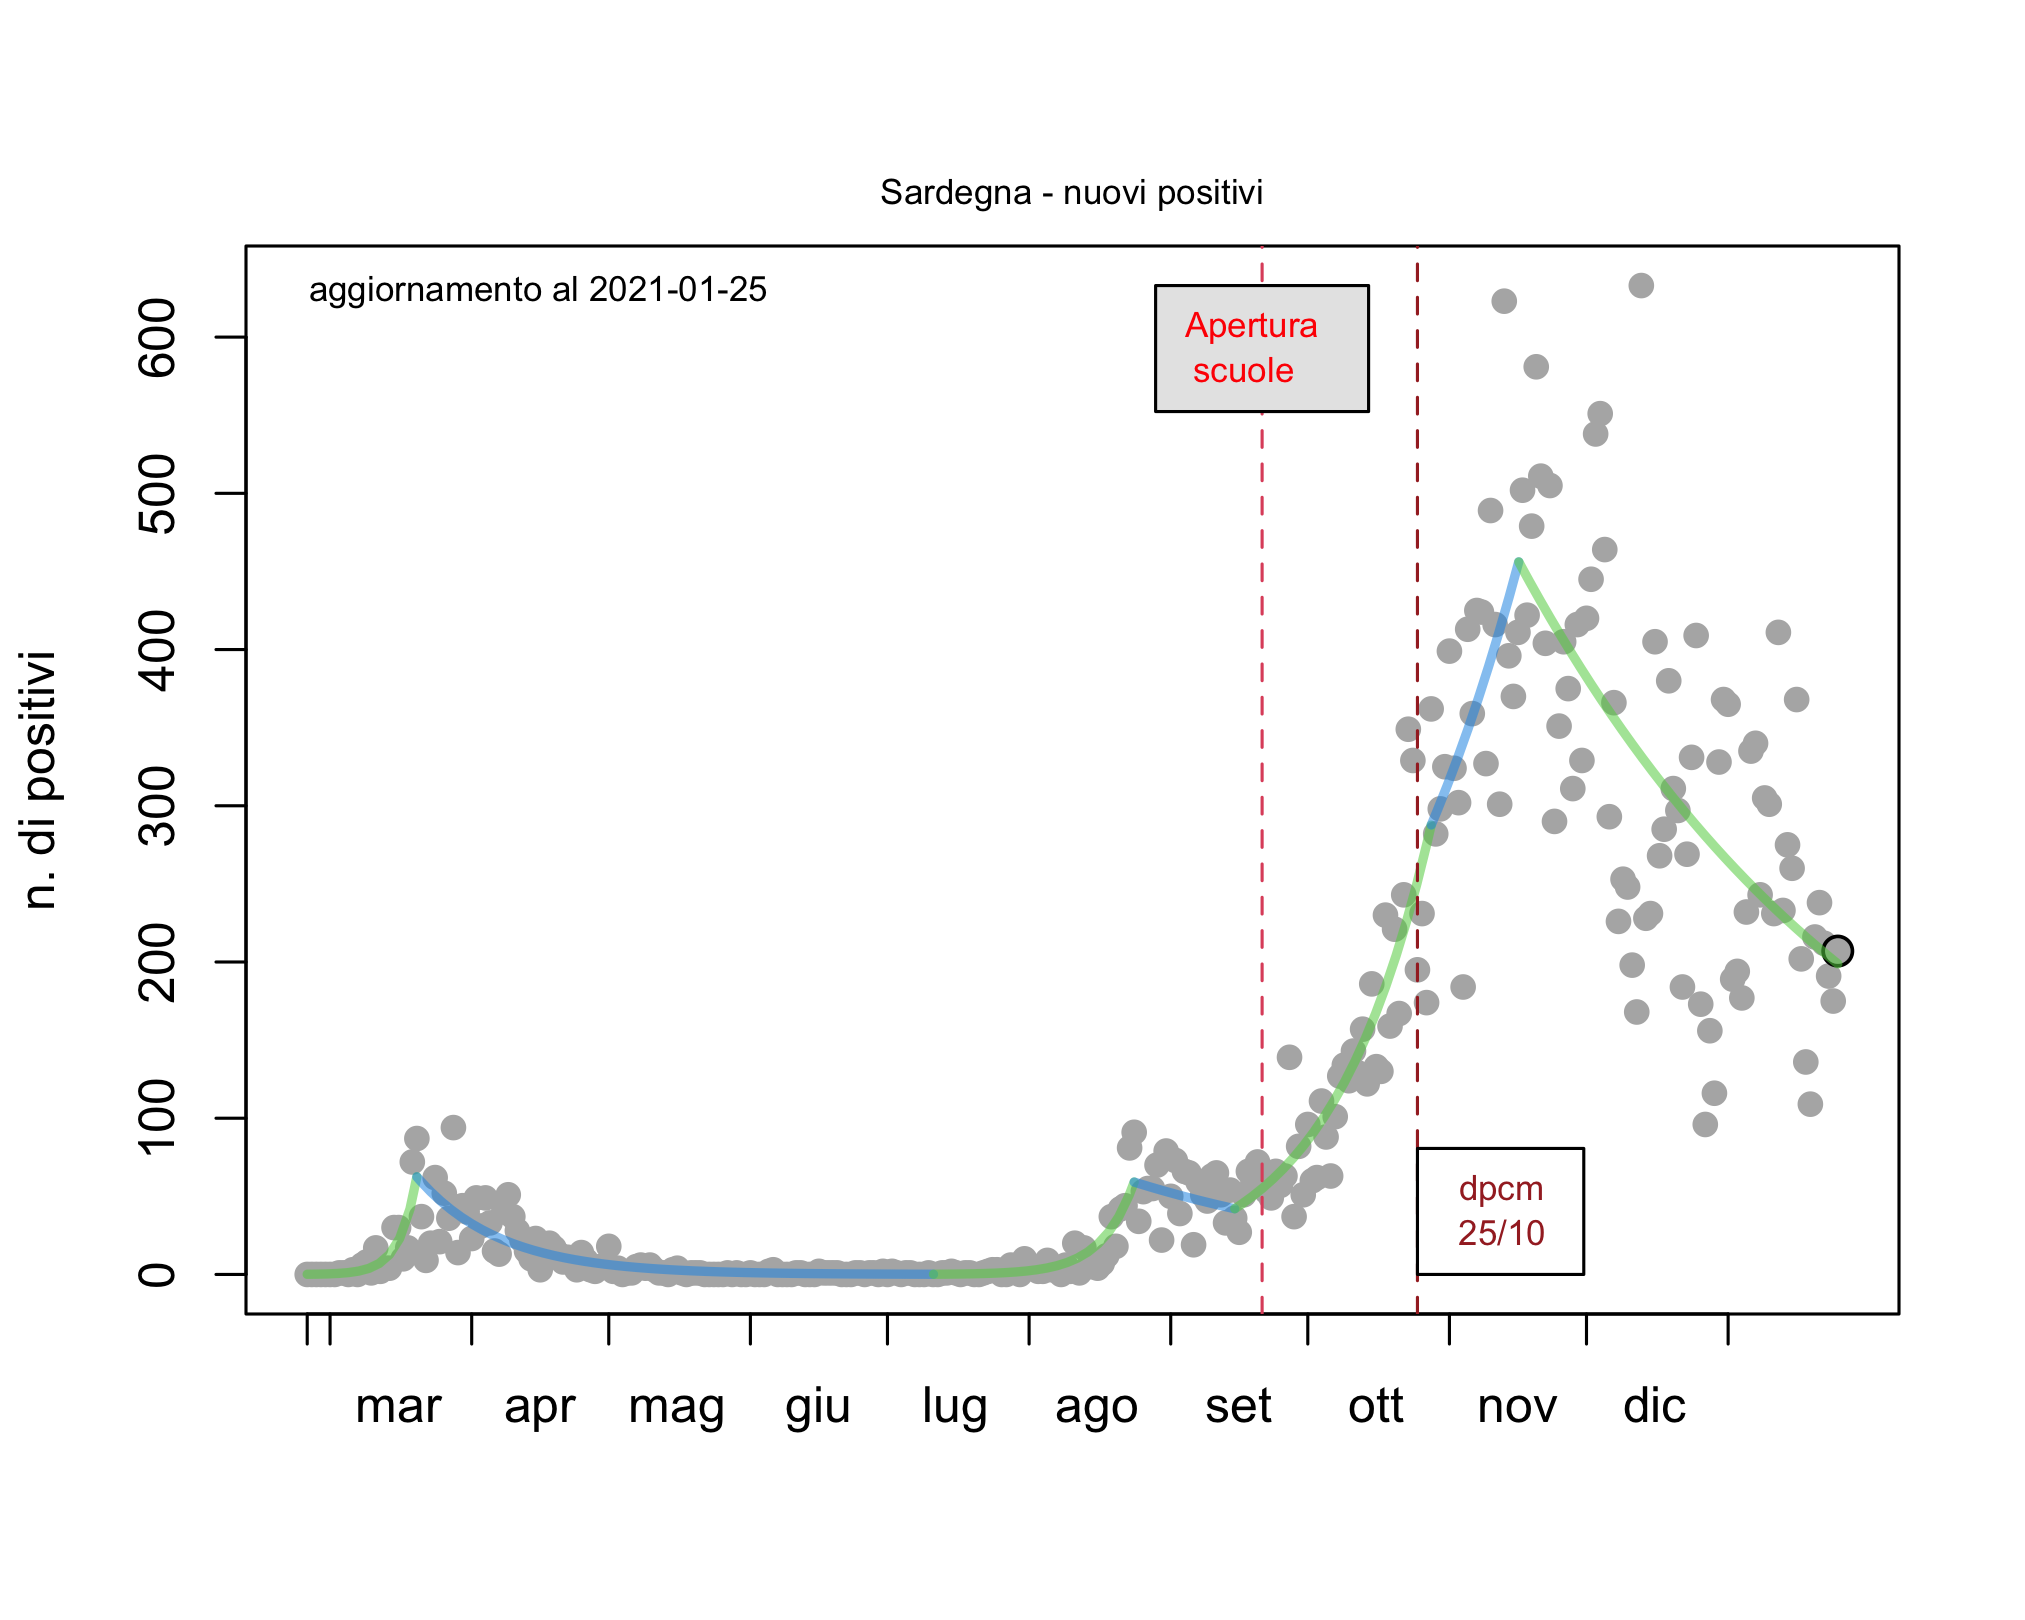 Sardegna - nuovi positivi
aggiornamento al 2021-01-25
Apertura
scuole
600
500
400
300
200
100
0
n. di positivi
dpcm
25/10
mar apr mag giu lug ago set ott nov dic